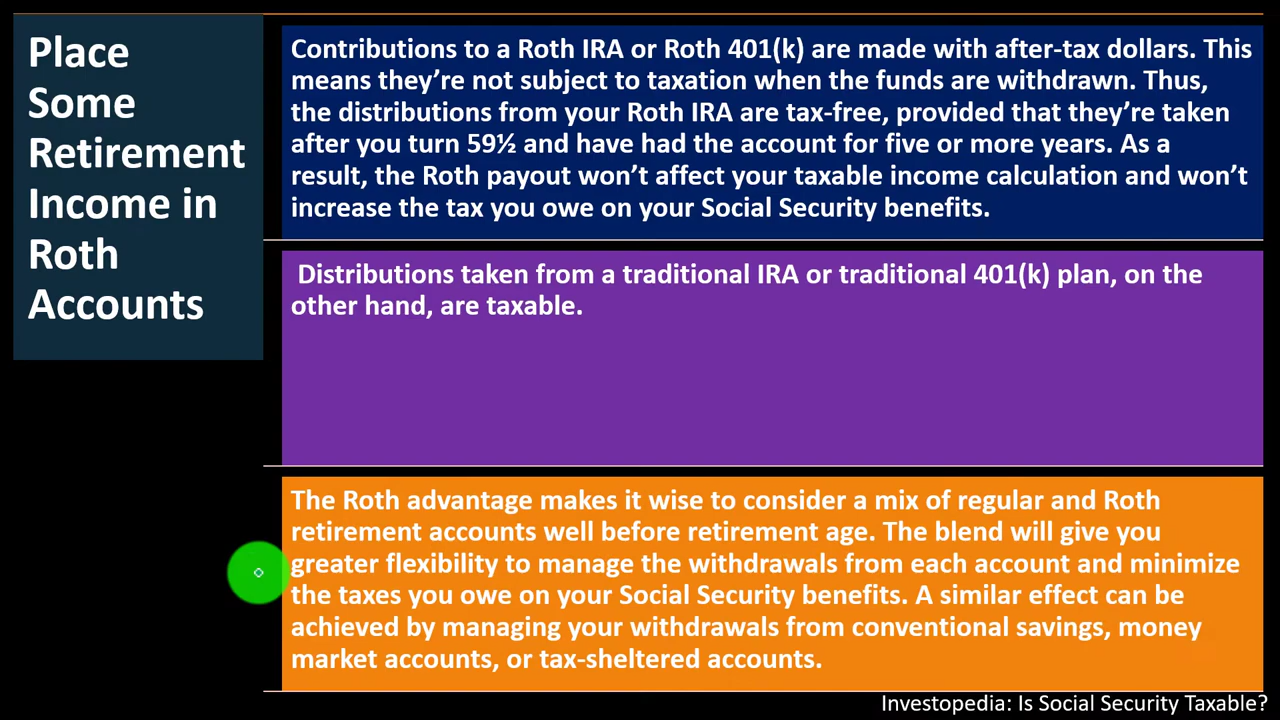 Place
Some
Retirement
Income in
Roth
Accounts
Contributions to a Roth IRA or Roth 401(k) are made with after-tax dollars. This
means they’re not subject to taxation when the funds are withdrawn. Thus,
the distributions from your Roth IRA are tax-free, provided that they’re taken
after you turn 59½ and have had the account for five or more years. As a
result, the Roth payout won’t affect your taxable income calculation and won’t
increase the tax you owe on your Social Security benefits.
Distributions taken from a traditional IRA or traditional 401(k) plan, on the
other hand, are taxable.
The Roth advantage makes it wise to consider a mix of regular and Roth
retirement accounts well before retirement age. The blend will give you
greater flexibility to manage the withdrawals from each account and minimize
the taxes you owe on your Social Security benefits. A similar effect can be
achieved by managing your withdrawals from conventional savings, money
market accounts, or tax-sheltered accounts.
Investopedia: Is Social Security Taxable?